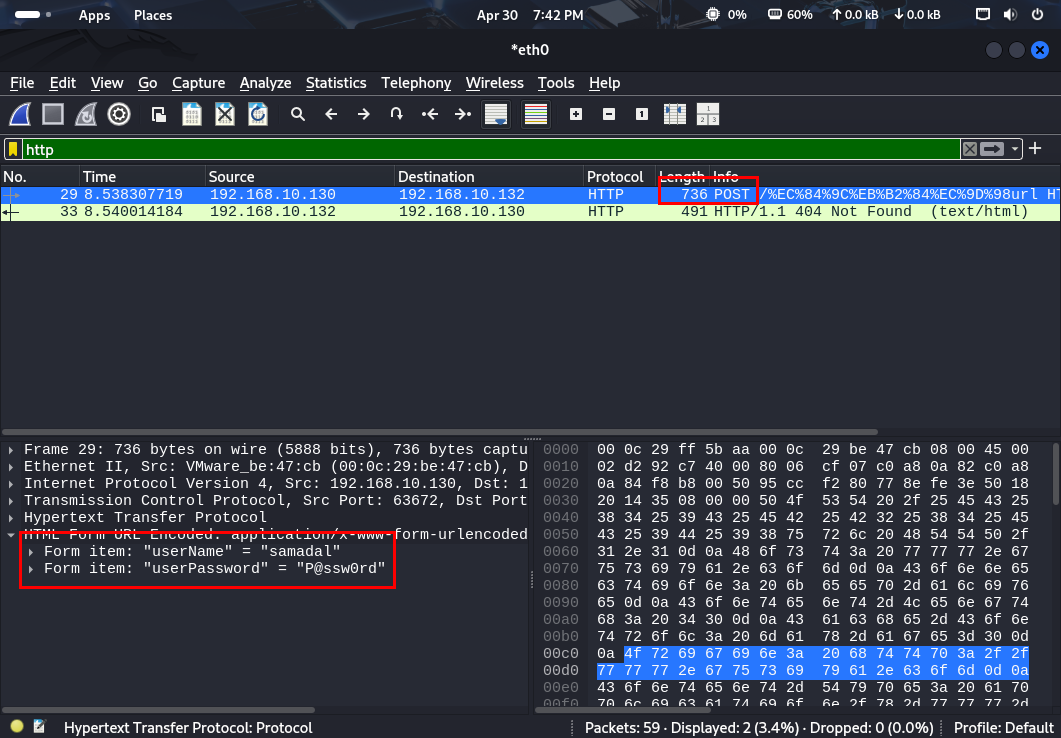 Apps Places Apr 30 7:42 PM 0% 60% 0.0 kB 0.0 kB
*eth0
File Edit View Go Capture Analyze Statistics Telephony Wireless Tools Help
http
No. Time Source Destination Protocol Length Info
29 8.538307719 192.168.10.130 192.168.10.132 HTTP 736 POST /%EC%84%9C%EB%B2%84%EC%9D%98url HT
33 8.540014184 192.168.10.132 192.168.10.130 HTTP 491 HTTP/1.1 404 Not Found (text/html)
Frame 29: 736 bytes on wire (5888 bits), 736 bytes captu
Ethernet II, Src: VMware_be:47:cb (00:0c:29:be:47:cb), D
Internet Protocol Version 4, Src: 192.168.10.130, Dst: 1
Transmission Control Protocol, Src Port: 63672, Dst Port
Hypertext Transfer Protocol
HTML Form URL Encoded: application/x-www-form-urlencoded
Form item: "userName" = "samadal"
Form item: "userPassword" = "P@ssw0rd"
0000 00 0c 29 ff 5b aa 00 0c 29 be 47 cb 08 00 45 00
0010 02 d2 92 c7 40 00 80 06 cf 07 c0 a8 0a 82 c0 a8
0020 0a 84 f8 b8 00 50 95 cc f2 80 77 8e fe 3e 50 18
0030 20 14 35 08 00 00 50 4f 53 54 20 2f 25 45 43 25
0040 38 34 25 39 43 25 45 42 25 42 32 25 38 34 25 45
0050 43 25 39 44 25 39 38 75 72 6c 20 48 54 54 50 2f
0060 31 2e 31 0d 0a 48 6f 73 74 3a 20 77 77 77 2e 67
0070 75 73 69 79 61 2e 63 6f 6d 0d 0a 43 6f 6e 6e 65
0080 63 74 69 6f 6e 3a 20 6b 65 65 70 2d 61 6c 69 76
0090 65 0d 0a 43 6f 6e 74 65 6e 74 2d 4c 65 6e 67 74
00a0 68 3a 20 34 30 0d 0a 43 61 63 68 65 2d 43 6f 6e
00b0 74 72 6f 6c 3a 20 6d 61 78 2d 61 67 65 3d 30 0d
00c0 0a 4f 72 69 67 69 6e 3a 20 68 74 74 70 3a 2f 2f
00d0 77 77 77 2e 67 75 73 69 79 61 2e 63 6f 6d 0d 0a
00e0 43 6f 6e 74 65 6e 74 2d 54 79 70 65 3a 20 61 70
00f0 70 6c 69 63 61 74 69 6f 6e 2f 78 2d 77 77 77 2d
Hypertext Transfer Protocol: Protocol Packets: 59 · Displayed: 2 (3.4%) · Dropped: 0 (0.0%) Profile: Default